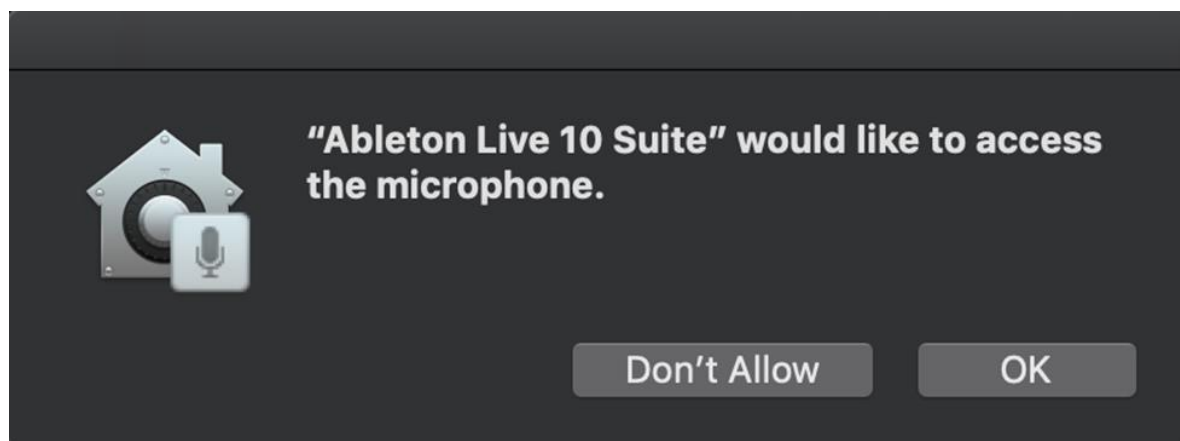 “Ableton Live 10 Suite” would like to access
the microphone.
Don’t Allow
OK